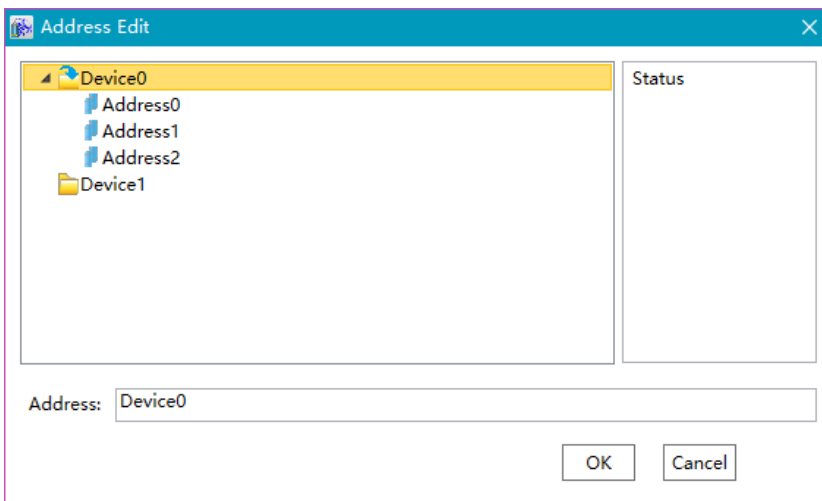 Address Edit
Device0
Status
Address0
Address1
Address2
Device1
Address: Device0
OK Cancel